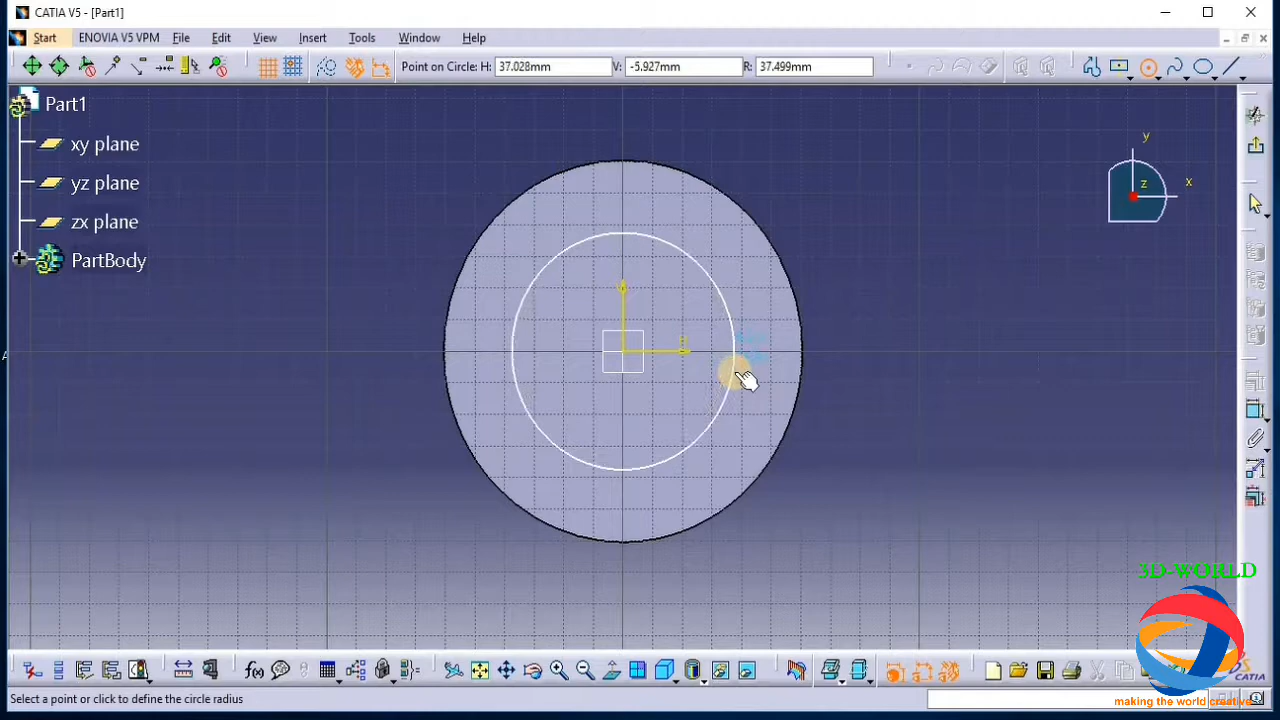 CATIA V5 - [Part1]
Start ENOVIA V5 VPM File Edit View Insert Tools Window Help
Point on Circle: H: 37.028mm V: -5.927mm R: 37.499mm
Part1
xy plane
yz plane
zx plane
PartBody
y
x
z
A
f(x)
3D-WORLD
CATIA
making the world creative
Select a point or click to define the circle radius